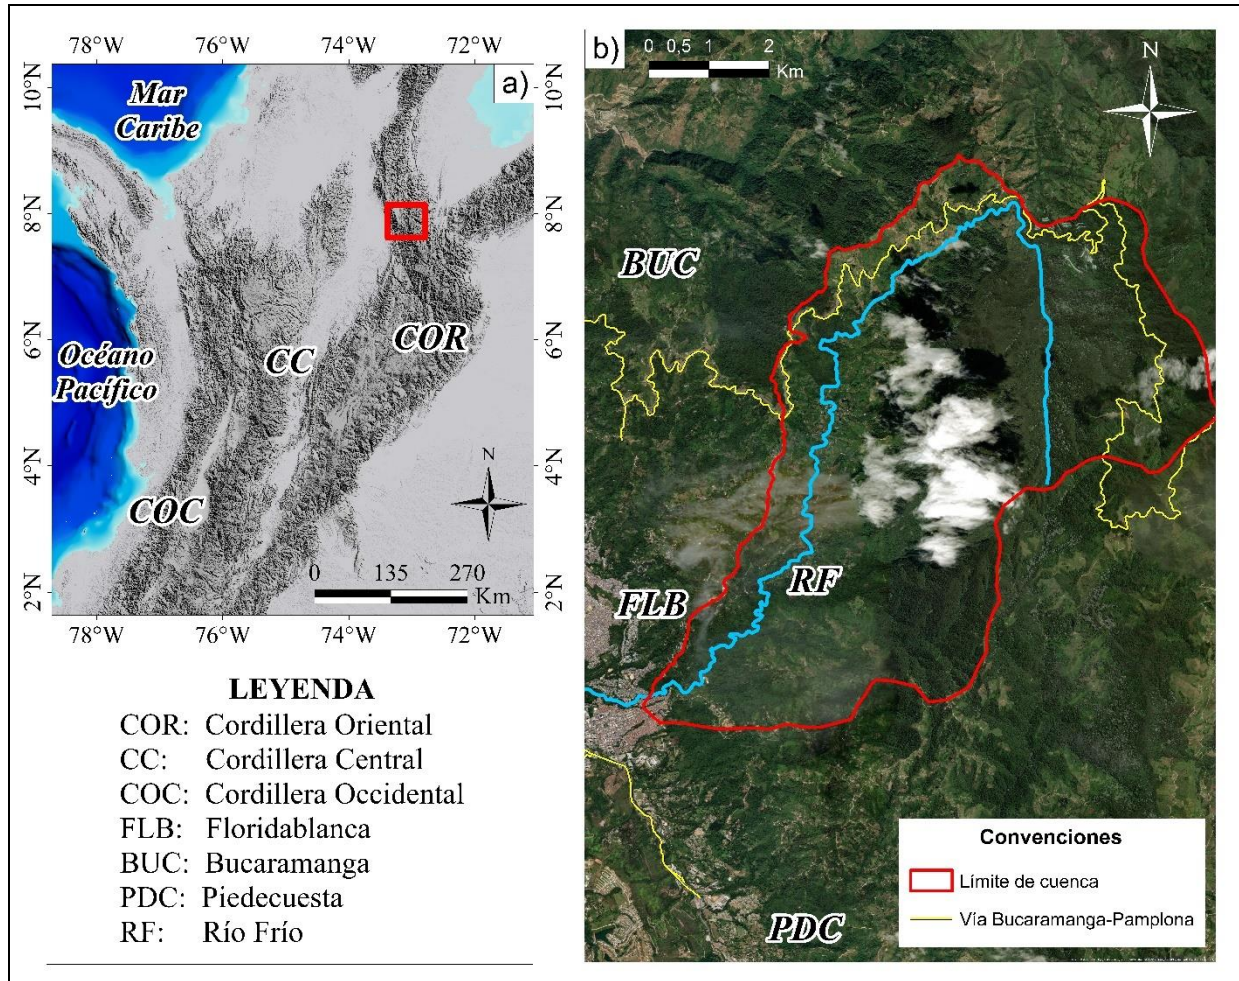 78°W 76°W 74°W 72°W
a)
10°N
10°N
Mar
Caribe
8°N
8°N
6°N
6°N
COR
CC
Océano
Pacífico
4°N
4°N
COC
N
0 135 270
Km
2°N
2°N
78°W 76°W 74°W 72°W
LEYENDA
COR: Cordillera Oriental
CC: Cordillera Central
COC: Cordillera Occidental
FLB: Floridablanca
BUC: Bucaramanga
PDC: Piedecuesta
RF: Río Frío
b)
0 0,5 1 2
Km
N
BUC
RF
FLB
PDC
Convenciones
Límite de cuenca
Vía Bucaramanga-Pamplona